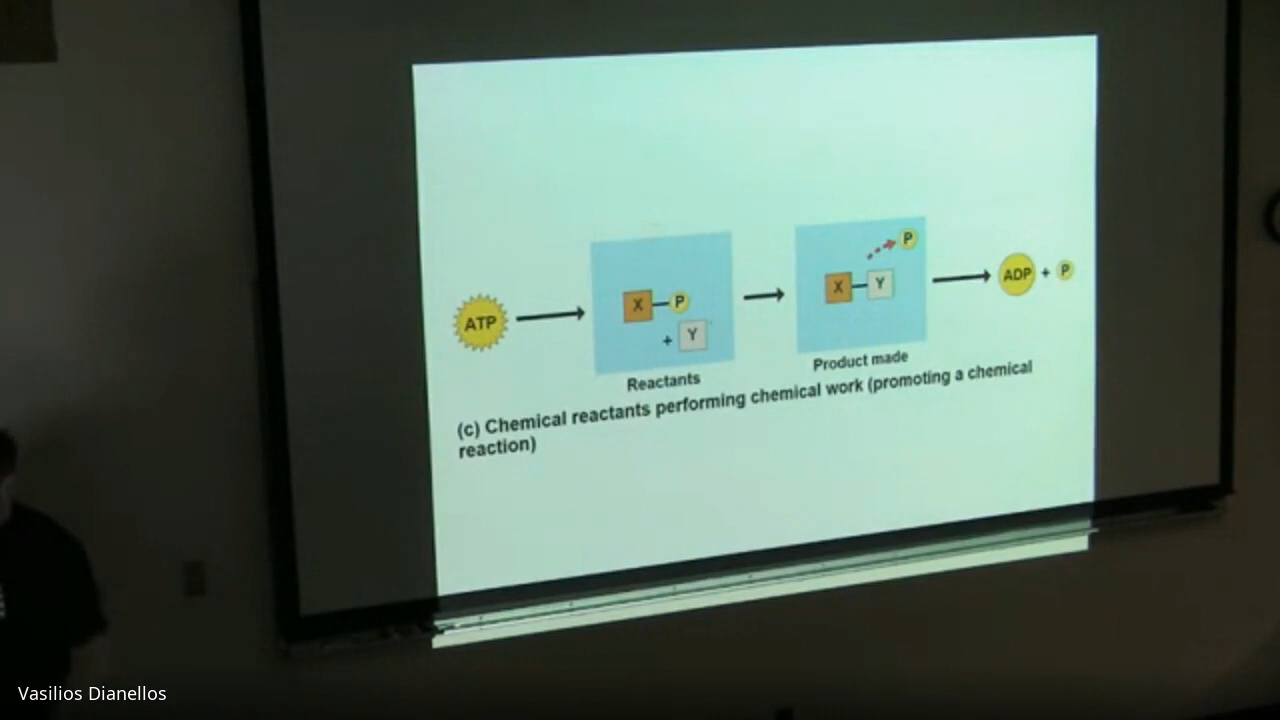 P
X Y
X P
ATP
ADP + P
+ Y
Reactants
Product made
(c) Chemical reactants performing chemical work (promoting a chemical
reaction)
Vasilios Dianellos